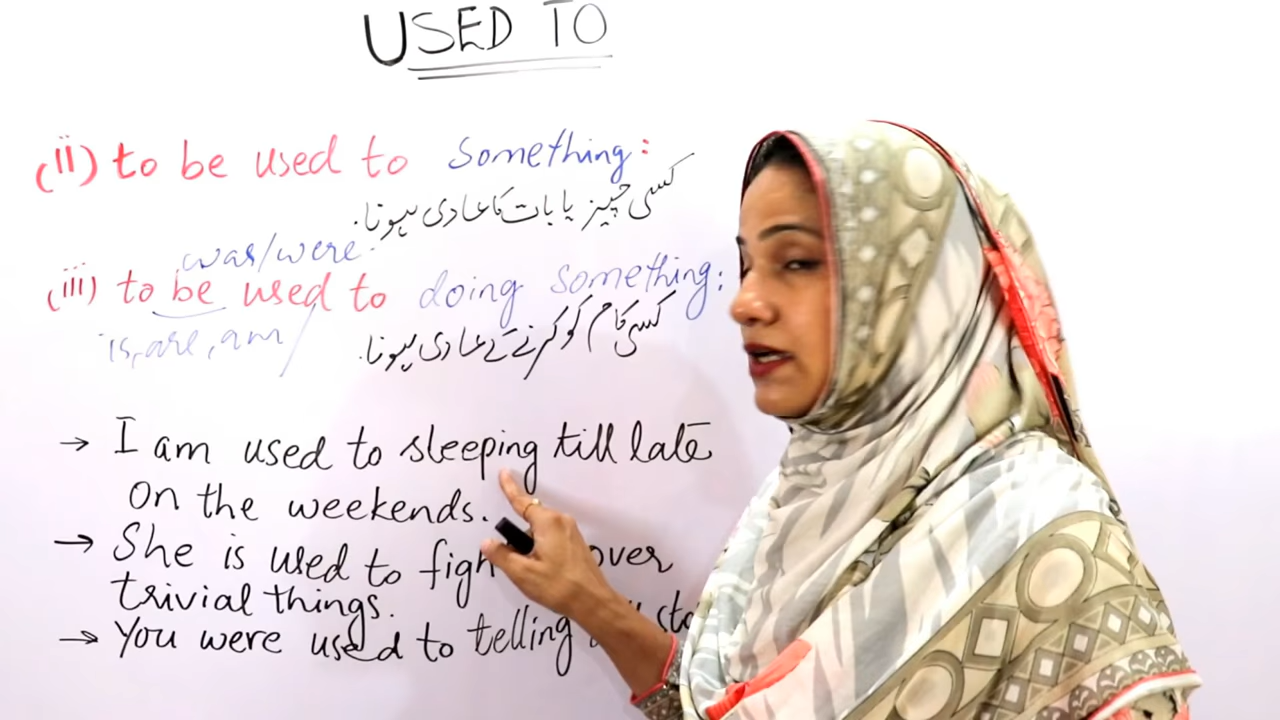 USED TO
(ii) to be used to something:
کسی چیز یا بات کا عادی ہونا.
was/were.
(iii) to be used to doing something:
is, are, am
کسی کام کو کرنے کے عادی ہونا.
→ I am used to sleeping till late
on the weekends.
→ She is used to over
trivial things.
→ You were used to telling